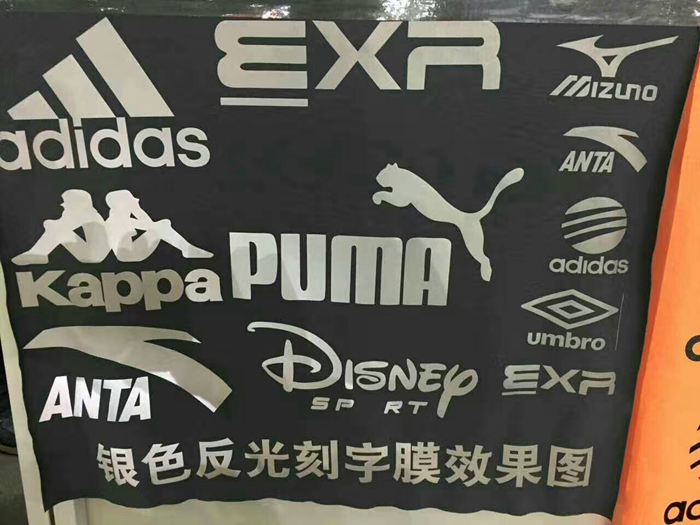 adidas
EXR
MIZUNO
ANTA
Kappa
PUMA
adidas
umbro
ANTA
DISNEY
SP RT
EXR
银色反光刻字膜效果图